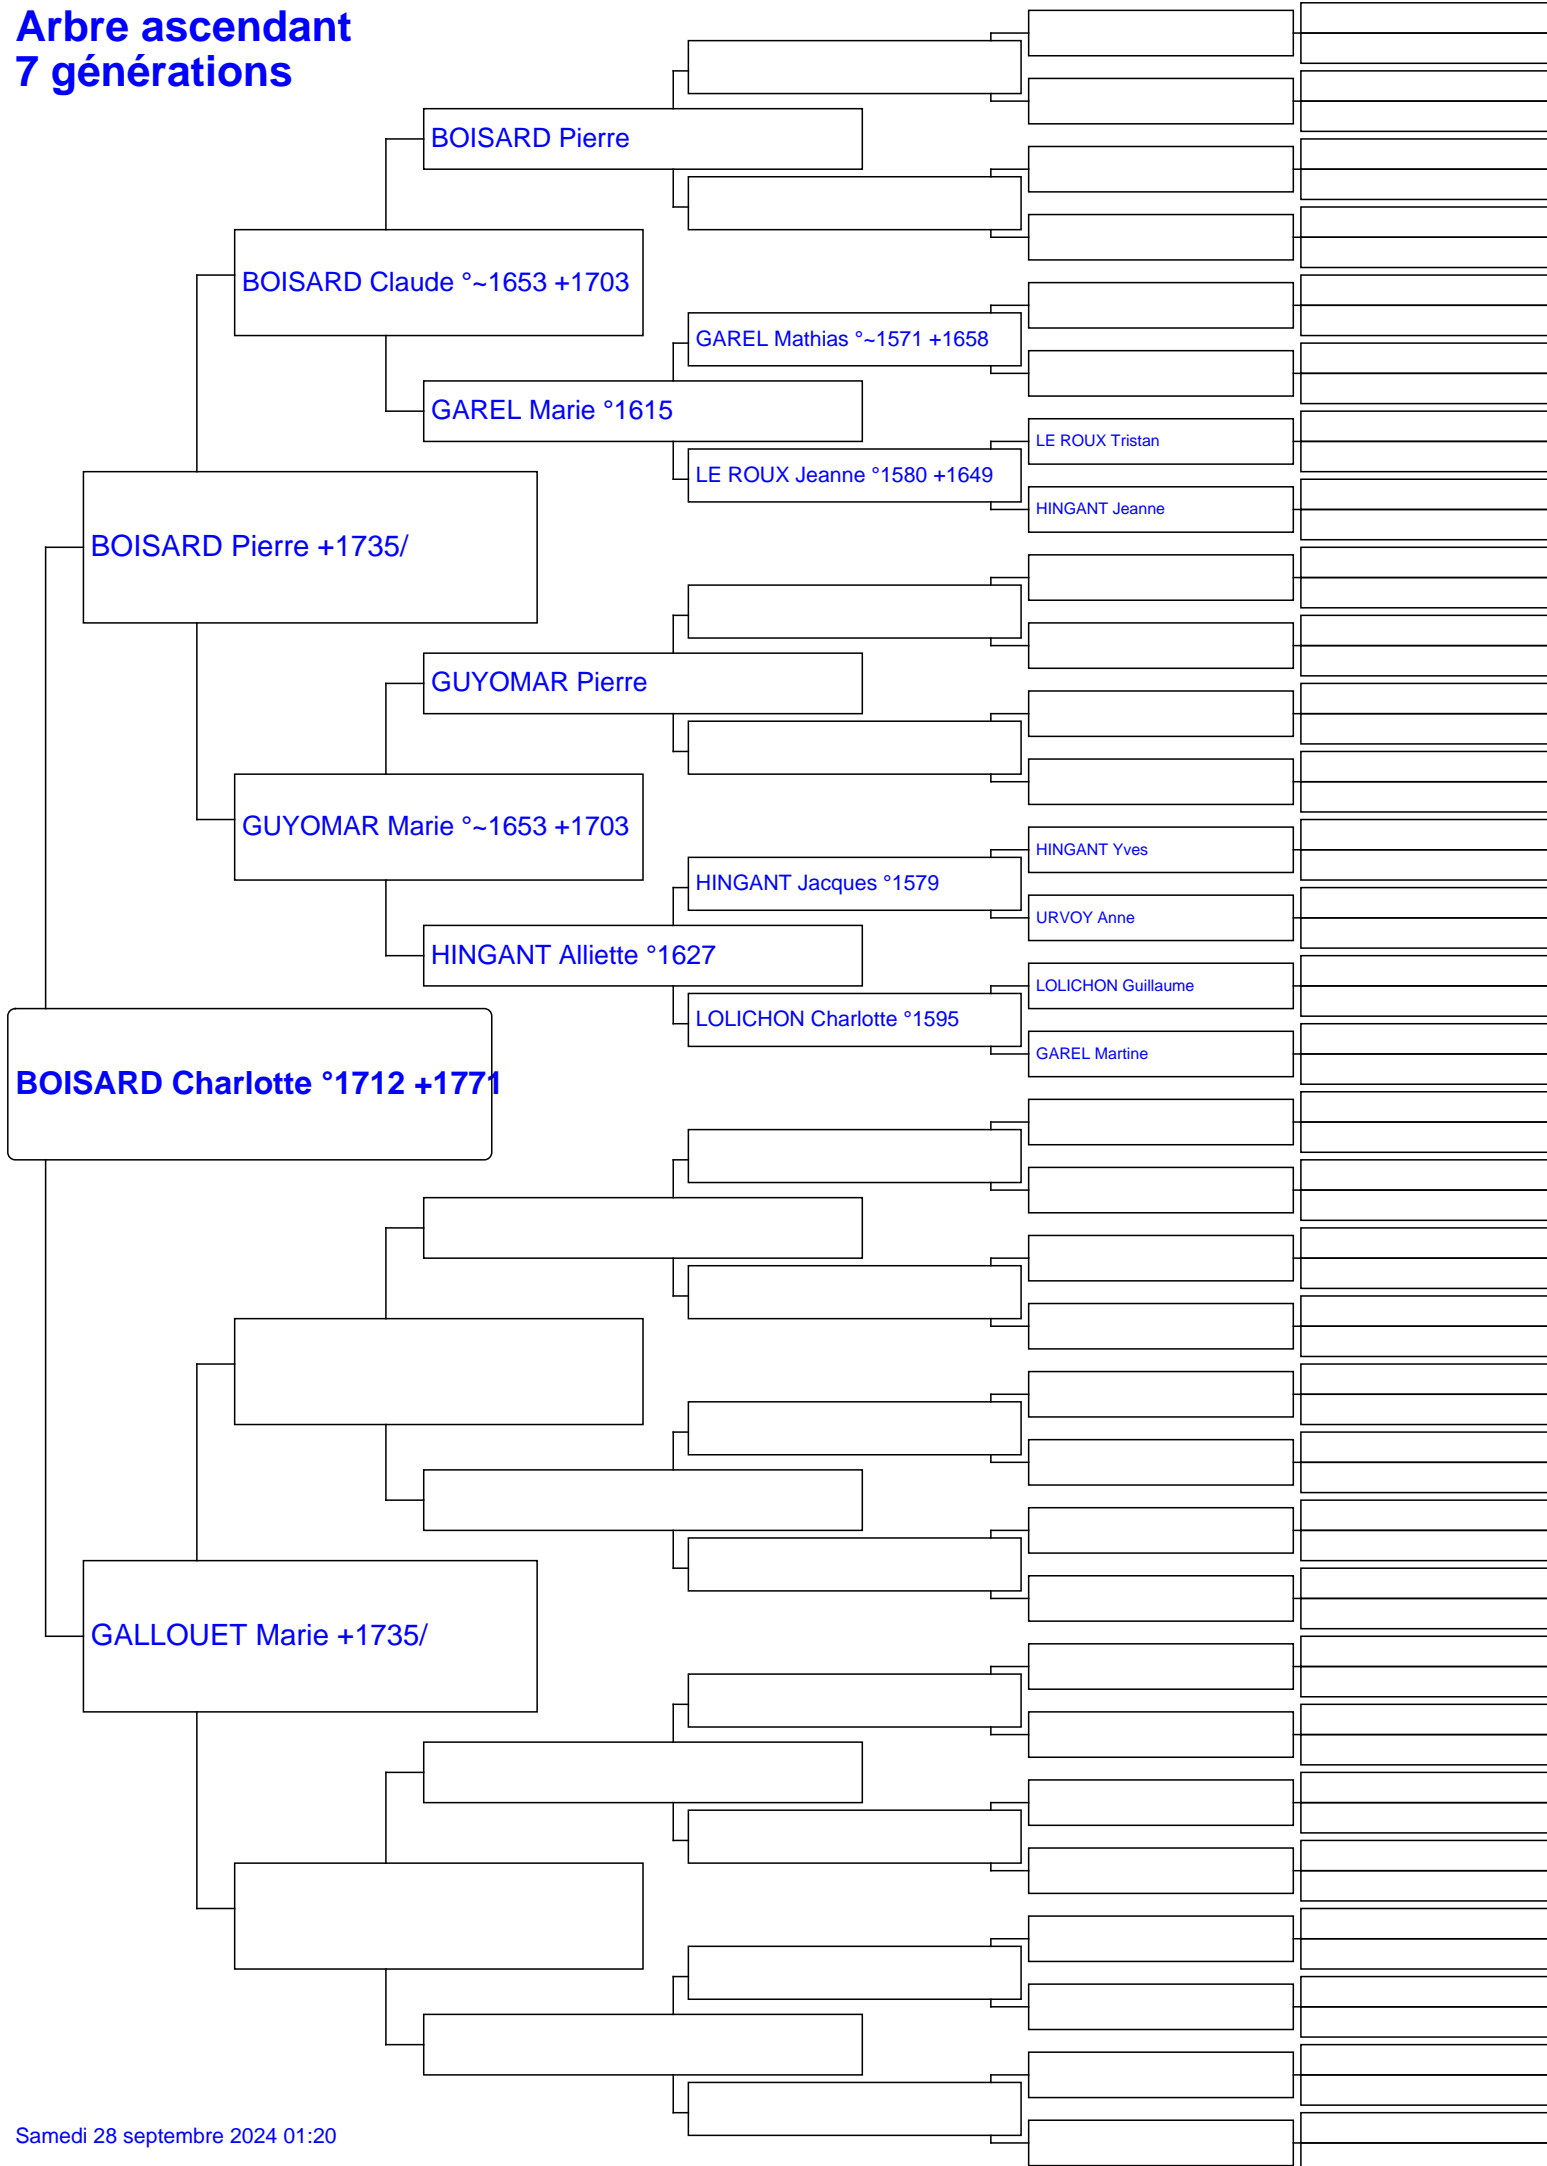 Arbre ascendant
7 générations
BOISARD Pierre
BOISARD Claude °~1653 +1703
GAREL Mathias °~1571 +1658
GAREL Marie °1615
LE ROUX Tristan
LE ROUX Jeanne °1580 +1649
HINGANT Jeanne
BOISARD Pierre +1735/
GUYOMAR Pierre
GUYOMAR Marie °~1653 +1703
HINGANT Yves
HINGANT Jacques °1579
URVOY Anne
HINGANT Alliette °1627
LOLICHON Guillaume
LOLICHON Charlotte °1595
GAREL Martine
BOISARD Charlotte °1712 +1771
GALLOUET Marie +1735/
Samedi 28 septembre 2024 01:20